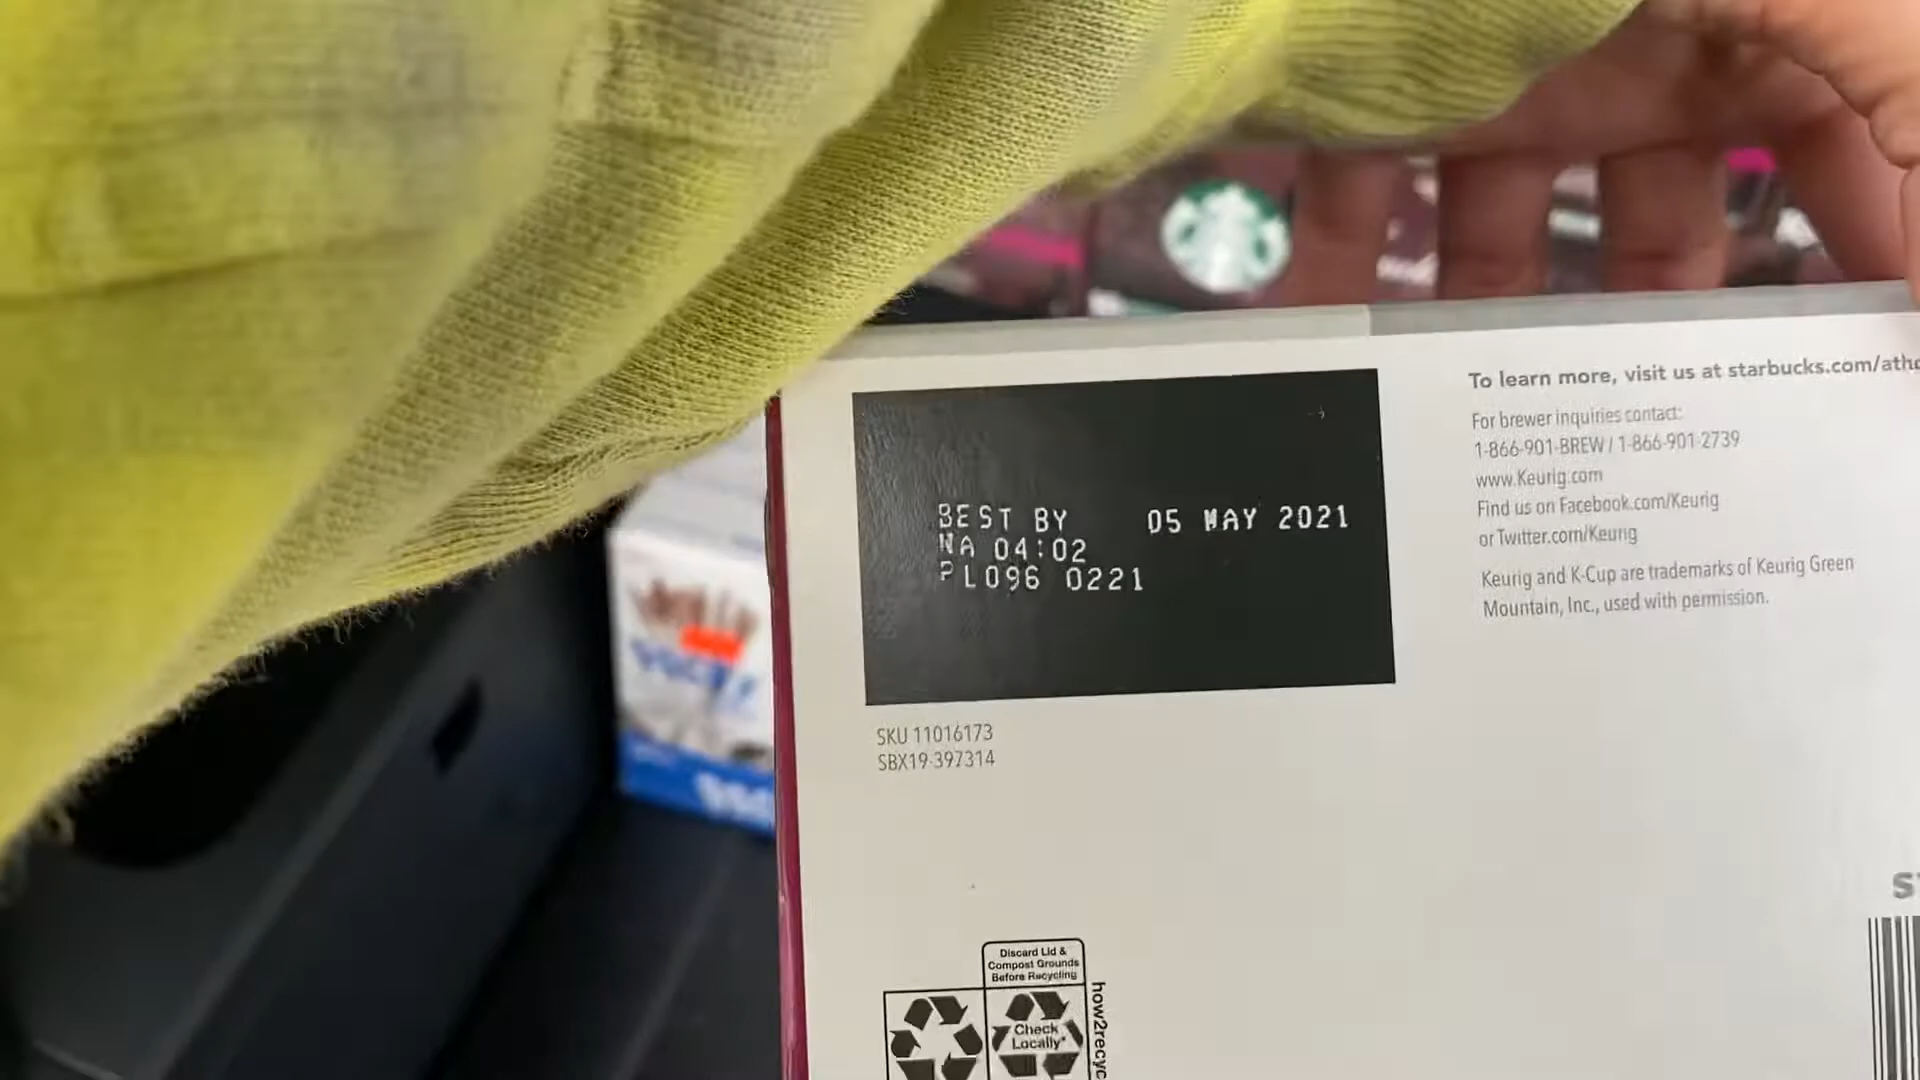 BEST BY 05 MAY 2021
NA 04:02
PL096 0221
SKU 11016173
SBX19-397314
To learn more, visit us at starbucks.com/
For brewer inquiries contact:
1-866-901-BREW / 1-866-901-2739
www.Keurig.com
Find us on Facebook.com/Keurig
or Twitter.com/Keurig
Keurig and K-Cup are trademarks of Keurig Green
Mountain, Inc., used with permission.
Discard Lid &
Compost Grounds
Before Recycling
Check
Locally*